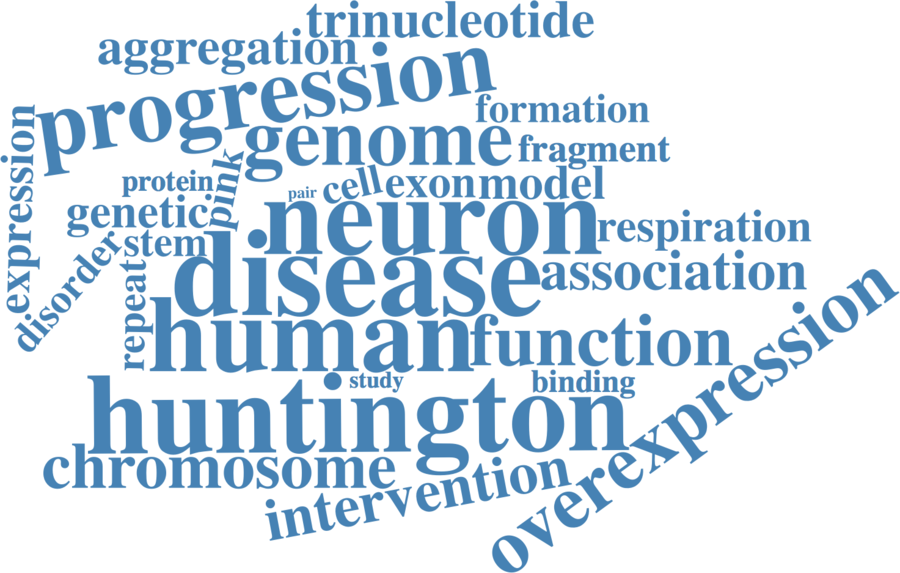 trinucleotide
aggregation
progression
formation
genome
fragment
expression
protein
pink
pair
cell
exon
model
genetic
neuron
respiration
stem
disorder
disease
association
repeat
human
function
overexpression
study
binding
huntington
chromosome
intervention